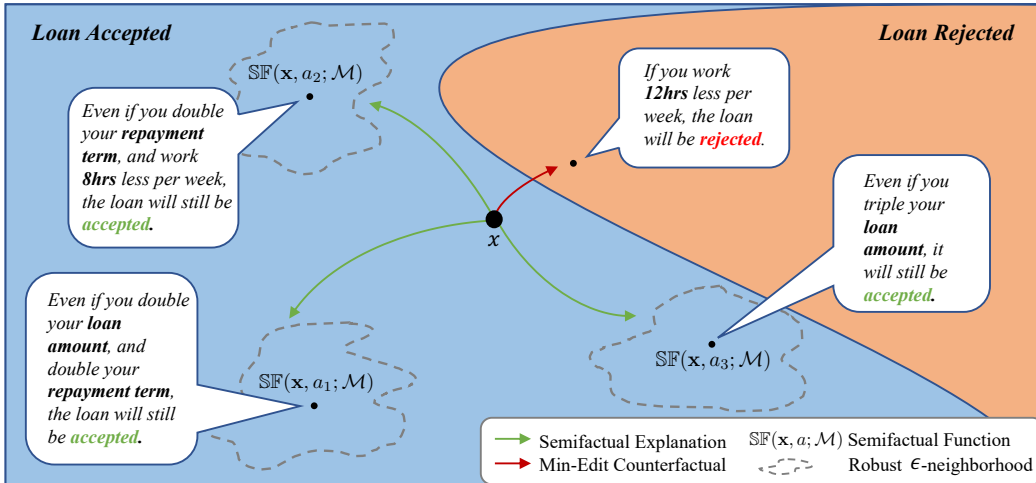 Loan Accepted
Loan Rejected
𝕊𝔽(x, a₂; ℳ)
Even if you double
your repayment
term, and work
8hrs less per week,
the loan will still be
accepted.
If you work
12hrs less per
week, the loan
will be rejected.
x
Even if you
triple your
loan
amount, it
will still be
accepted.
𝕊𝔽(x, a₃; ℳ)
Even if you double
your loan
amount, and
double your
repayment term,
the loan will still
be accepted.
𝕊𝔽(x, a₁; ℳ)
Semifactual Explanation
Min-Edit Counterfactual
𝕊𝔽(x, a; ℳ) Semifactual Function
Robust ϵ-neighborhood